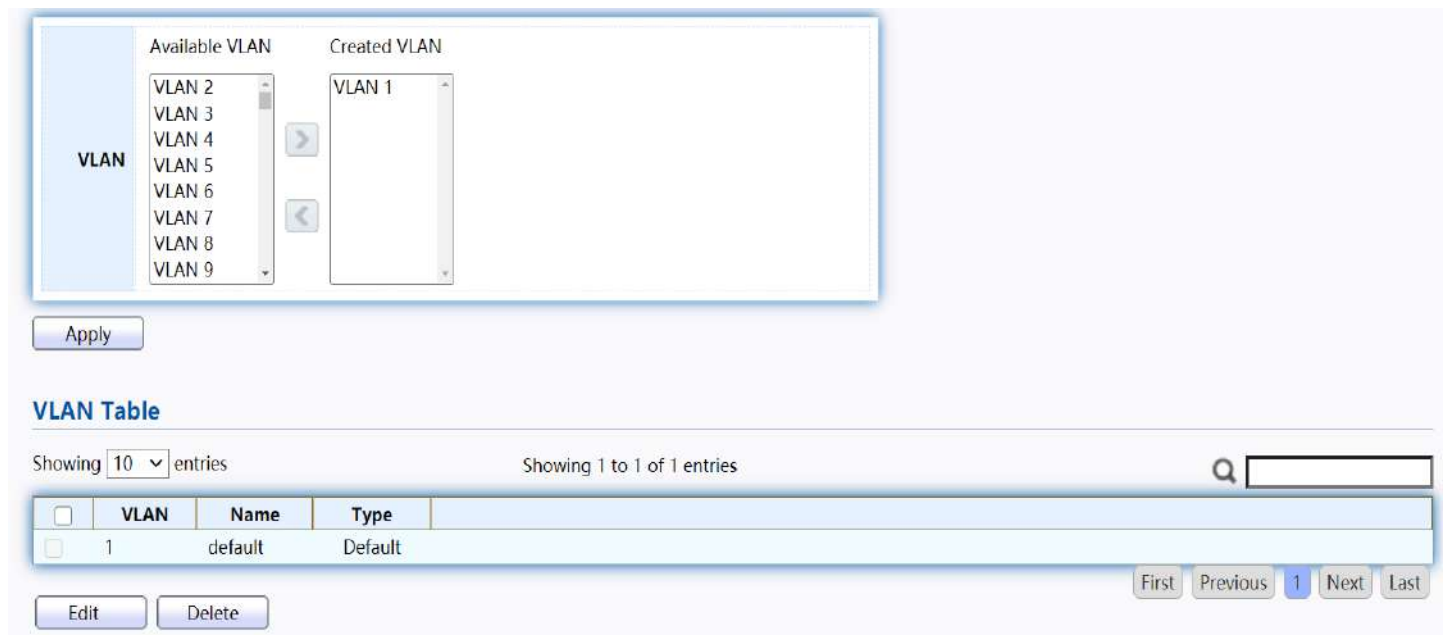 Available VLAN Created VLAN
VLAN 2 VLAN 1
VLAN 3
VLAN 4
VLAN VLAN 5
VLAN 6
VLAN 7
VLAN 8
VLAN 9
Apply
VLAN Table
Showing 10 entries Showing 1 to 1 of 1 entries
VLAN Name Type
1 default Default
First Previous 1 Next Last
Edit Delete